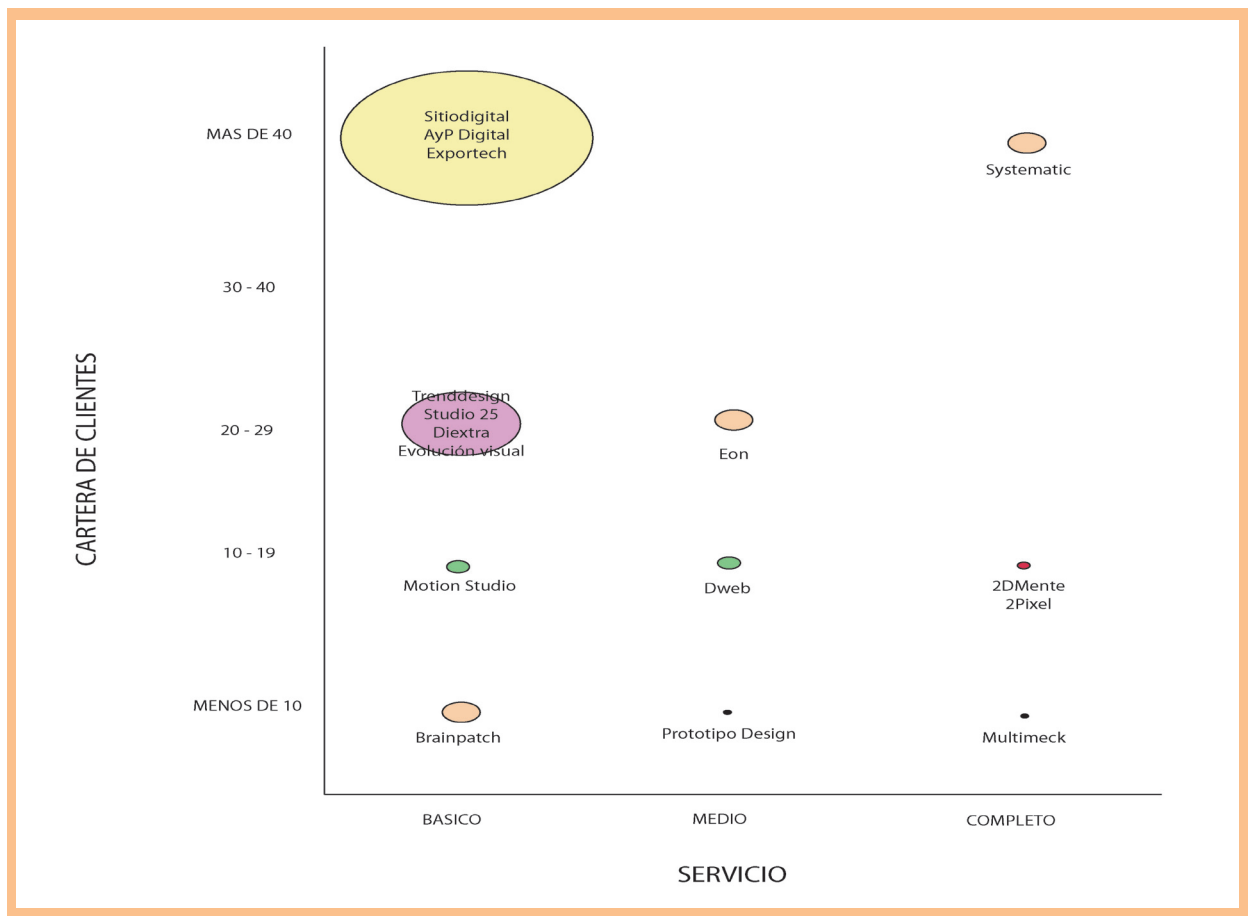 Sitiodigital
AyP Digital
Exportech
MAS DE 40
Systematic
30 - 40
CARTERA DE CLIENTES
Trenddesign
Studio 25
Diextra
Evolución visual
20 - 29
Eon
10 - 19
Motion Studio
Dweb
2DMente
2Pixel
MENOS DE 10
Brainpatch
Prototipo Design
Multimeck
BASICO
MEDIO
COMPLETO
SERVICIO